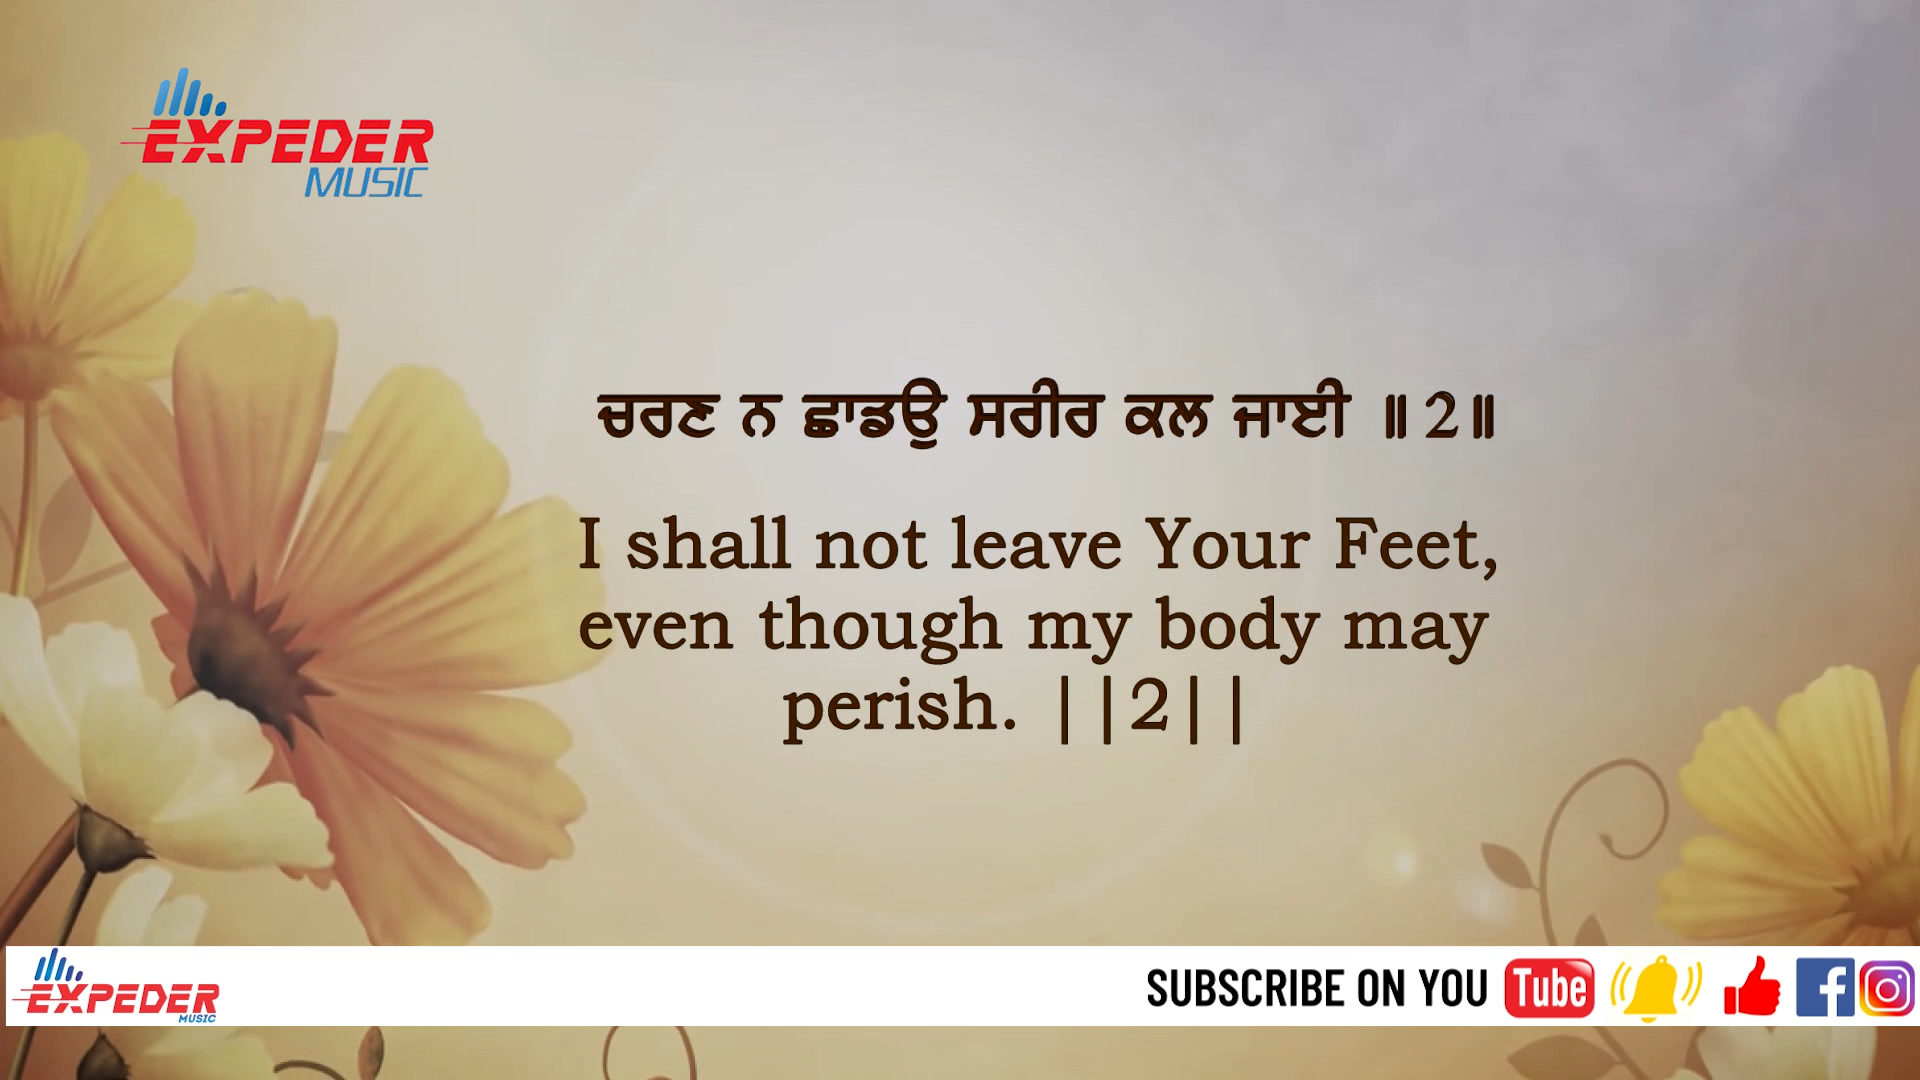 EXPEDER
MUSIC
ਚਰਣ ਨ ਛਾਡਉ ਸਰੀਰ ਕਲ ਜਾਈ ॥2॥
I shall not leave Your Feet,
even though my body may
perish. ||2||
EXPEDER
MUSIC
SUBSCRIBE ON YOU Tube